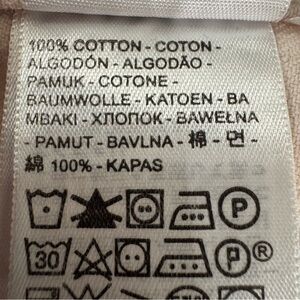 100% COTTON - COTON -
ALGODÓN - ALGODÃO -
PAMUK - COTONE -
BAUMWOLLE - KATOEN - BA
MBAKI - ХЛОПОК - BAWEŁNA
- PAMUT - BAVLNA - 棉 - 면 -
綿 100% - KAPAS
P
30 P ®